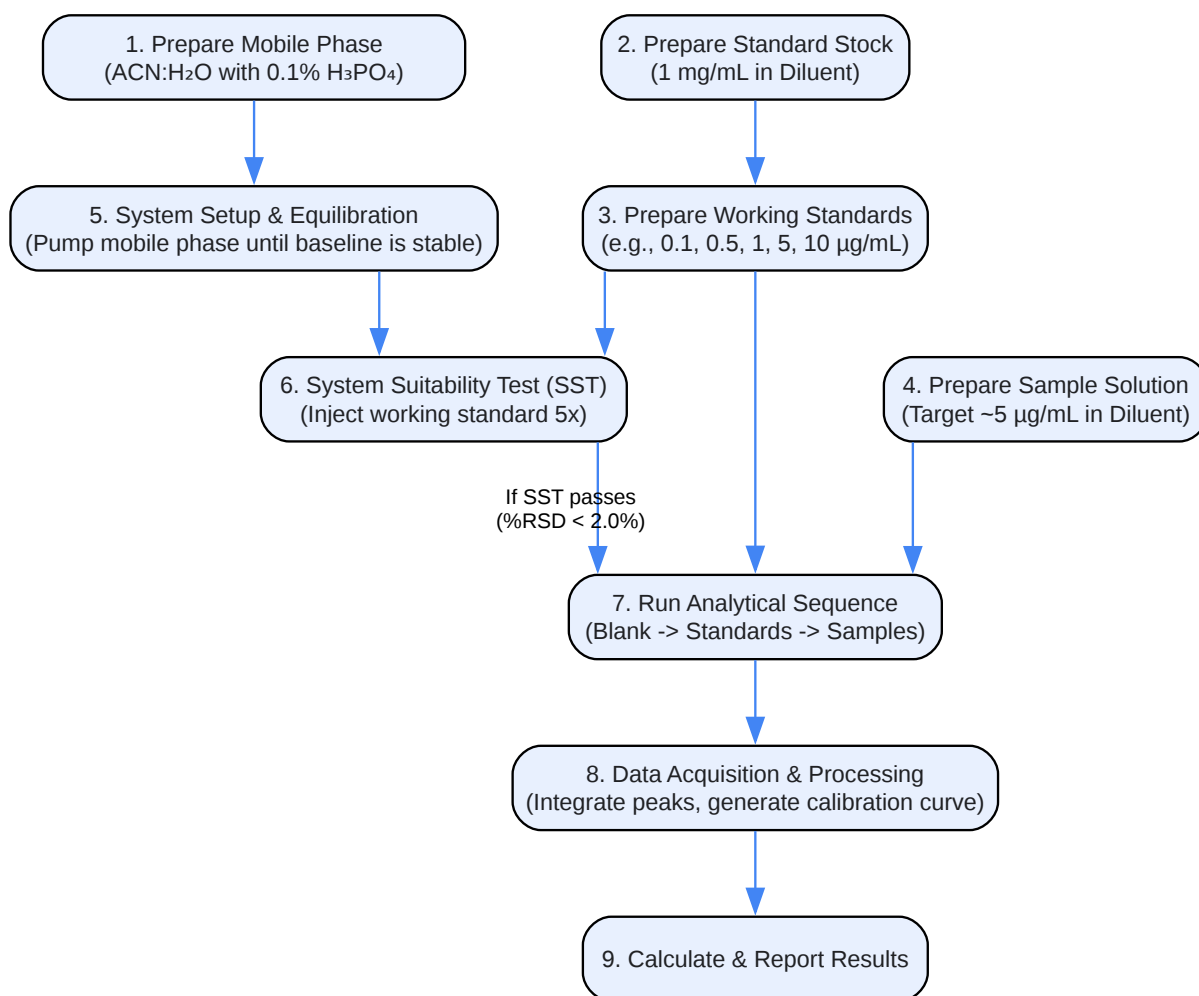 1. Prepare Mobile Phase
(ACN:H₂O with 0.1% H₃PO₄)
2. Prepare Standard Stock
(1 mg/mL in Diluent)
5. System Setup & Equilibration
(Pump mobile phase until baseline is stable)
3. Prepare Working Standards
(e.g., 0.1, 0.5, 1, 5, 10 µg/mL)
6. System Suitability Test (SST)
(Inject working standard 5x)
4. Prepare Sample Solution
(Target ~5 µg/mL in Diluent)
If SST passes
(%RSD < 2.0%)
7. Run Analytical Sequence
(Blank -> Standards -> Samples)
8. Data Acquisition & Processing
(Integrate peaks, generate calibration curve)
9. Calculate & Report Results